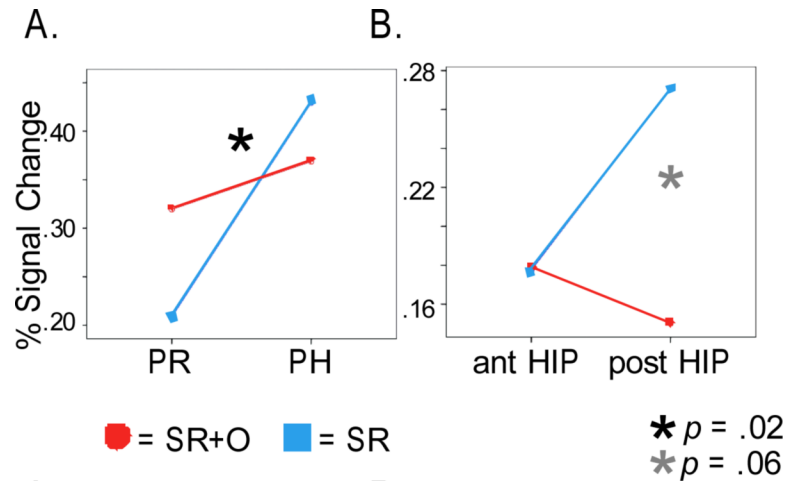 A.
B.
% Signal Change
.40
.30
.20
PR PH
.28
.22
.16
ant HIP post HIP
= SR+O = SR
* p = .02
* p = .06